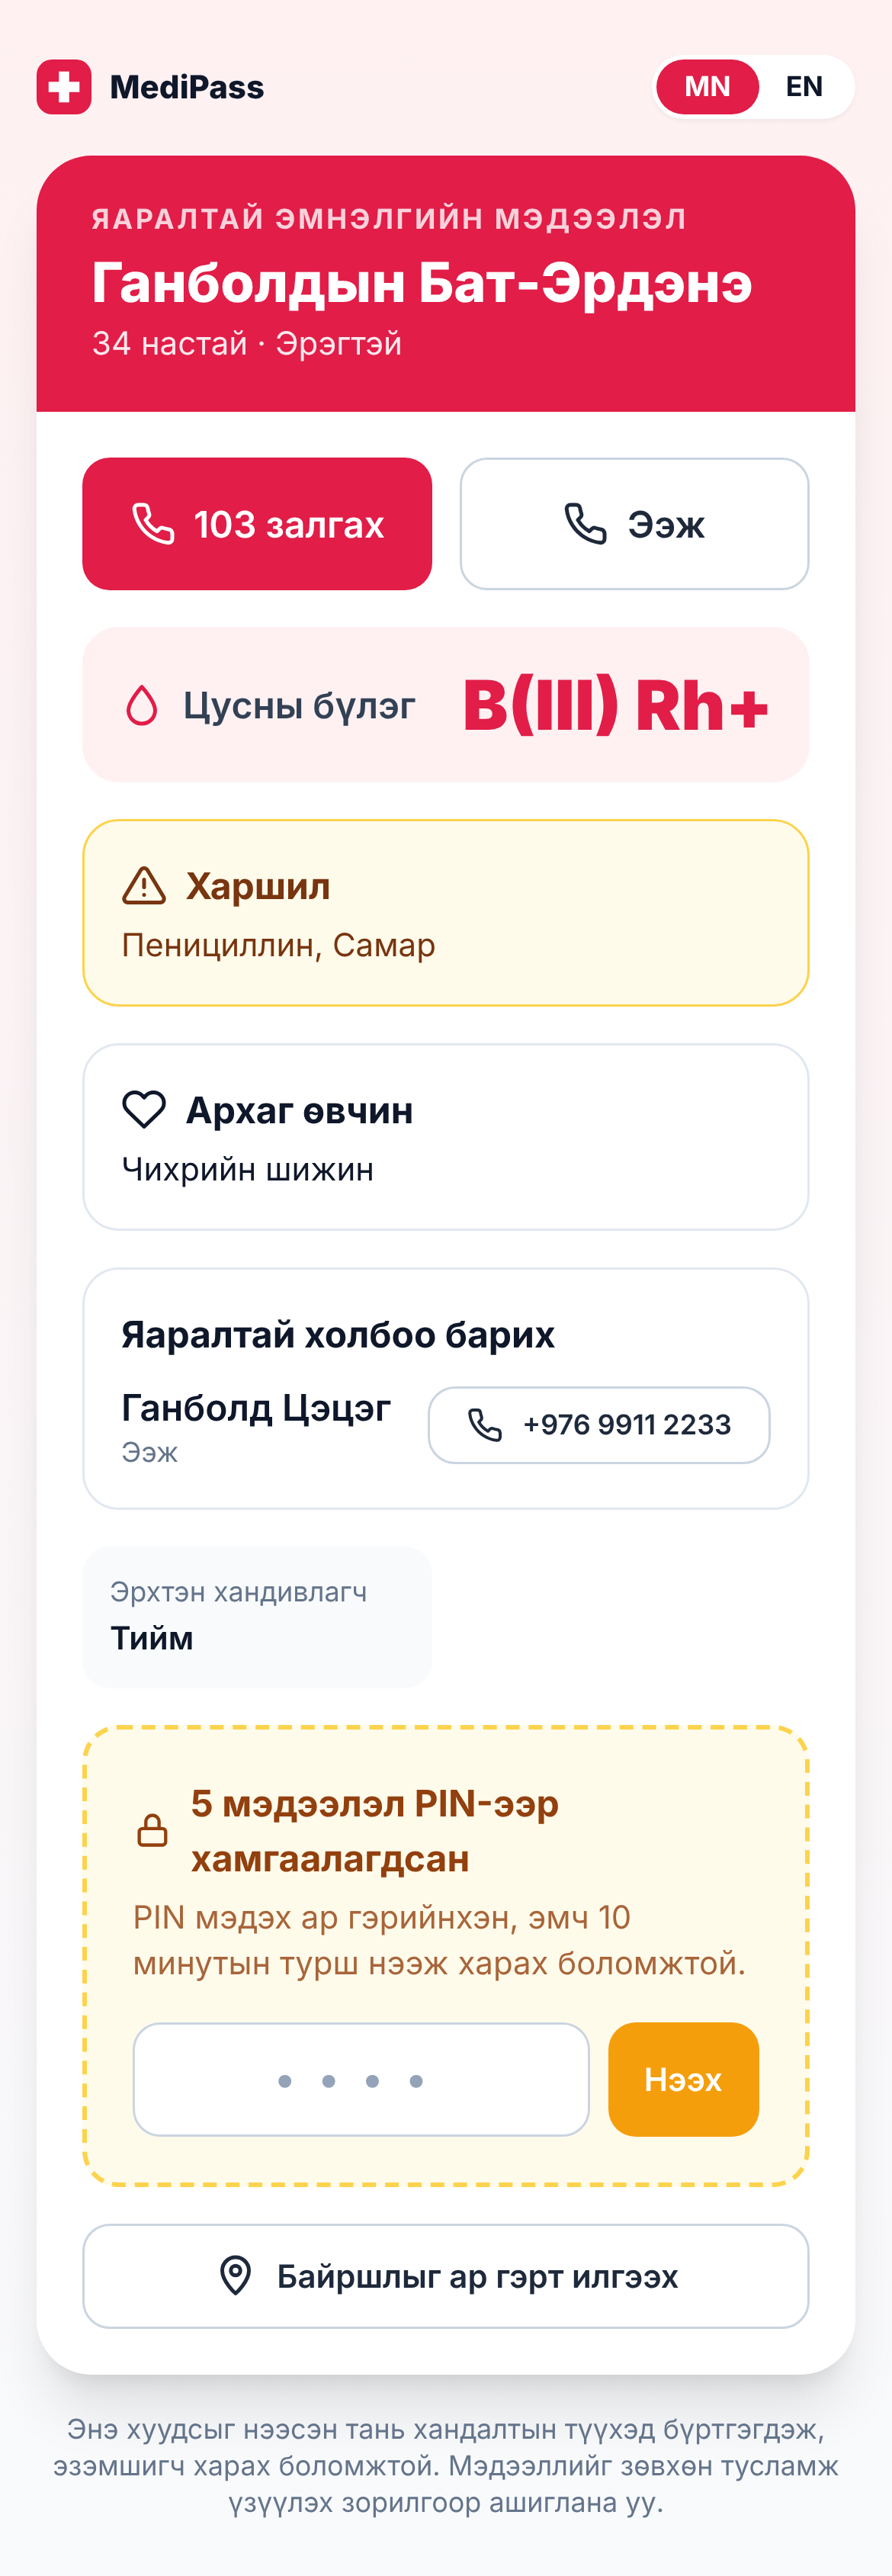 MediPass
MN EN
ЯАРАЛТАЙ ЭМНЭЛГИЙН МЭДЭЭЛЭЛ
Ганболдын Бат-Эрдэнэ
34 настай · Эрэгтэй
103 залгах
Ээж
Цусны бүлэг
B(III) Rh+
Харшил
Пенициллин, Самар
Архаг өвчин
Чихрийн шижин
Яаралтай холбоо барих
Ганболд Цэцэг
Ээж
+976 9911 2233
Эрхтэн хандивлагч
Тийм
5 мэдээлэл PIN-ээр
хамгаалагдсан
PIN мэдэх ар гэрийнхэн, эмч 10
минутын турш нээж харах боломжтой.
• • • •
Нээх
Байршлыг ар гэрт илгээх
Энэ хуудсыг нээсэн тань хандалтын түүхэд бүртгэгдэж,
эзэмшигч харах боломжтой. Мэдээллийг зөвхөн тусламж
үзүүлэх зорилгоор ашиглана уу.